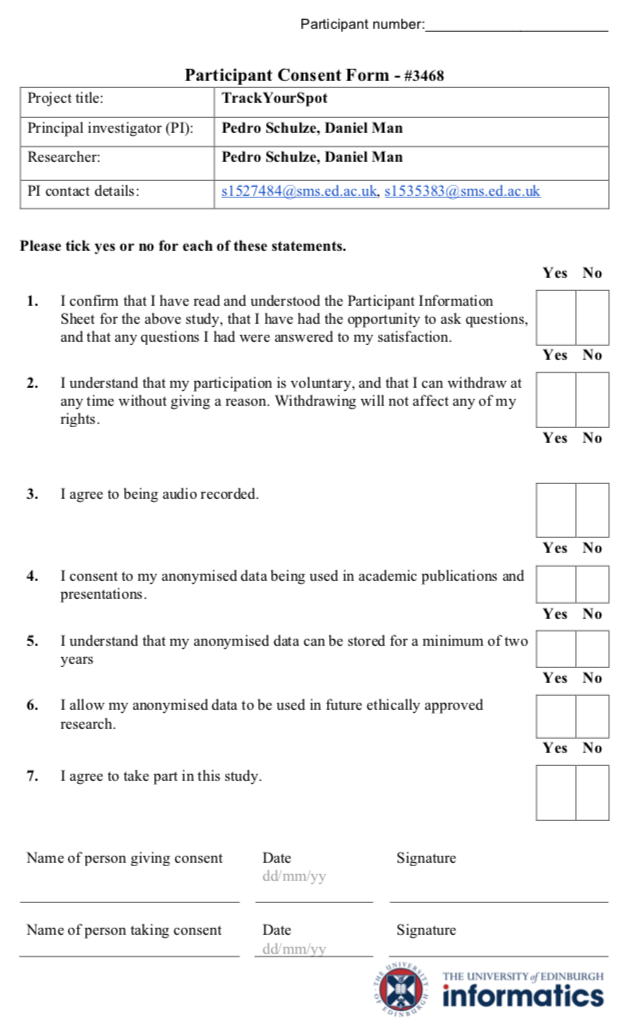 Participant number:______________________
Participant Consent Form - #3468
Project title: TrackYourSpot
Principal investigator (PI): Pedro Schulze, Daniel Man
Researcher: Pedro Schulze, Daniel Man
PI contact details: s1527484@sms.ed.ac.uk, s1535383@sms.ed.ac.uk
Please tick yes or no for each of these statements.
Yes No
1. I confirm that I have read and understood the Participant Information
Sheet for the above study, that I have had the opportunity to ask questions,
and that any questions I had were answered to my satisfaction.
Yes No
2. I understand that my participation is voluntary, and that I can withdraw at
any time without giving a reason. Withdrawing will not affect any of my
rights.
Yes No
3. I agree to being audio recorded.
Yes No
4. I consent to my anonymised data being used in academic publications and
presentations.
Yes No
5. I understand that my anonymised data can be stored for a minimum of two
years
Yes No
6. I allow my anonymised data to be used in future ethically approved
research.
Yes No
7. I agree to take part in this study.
Name of person giving consent Date Signature
dd/mm/yy
Name of person taking consent Date Signature
dd/mm/yy
THE UNIVERSITY OF EDINBURGH
THE UNIVERSITY of EDINBURGH
informatics